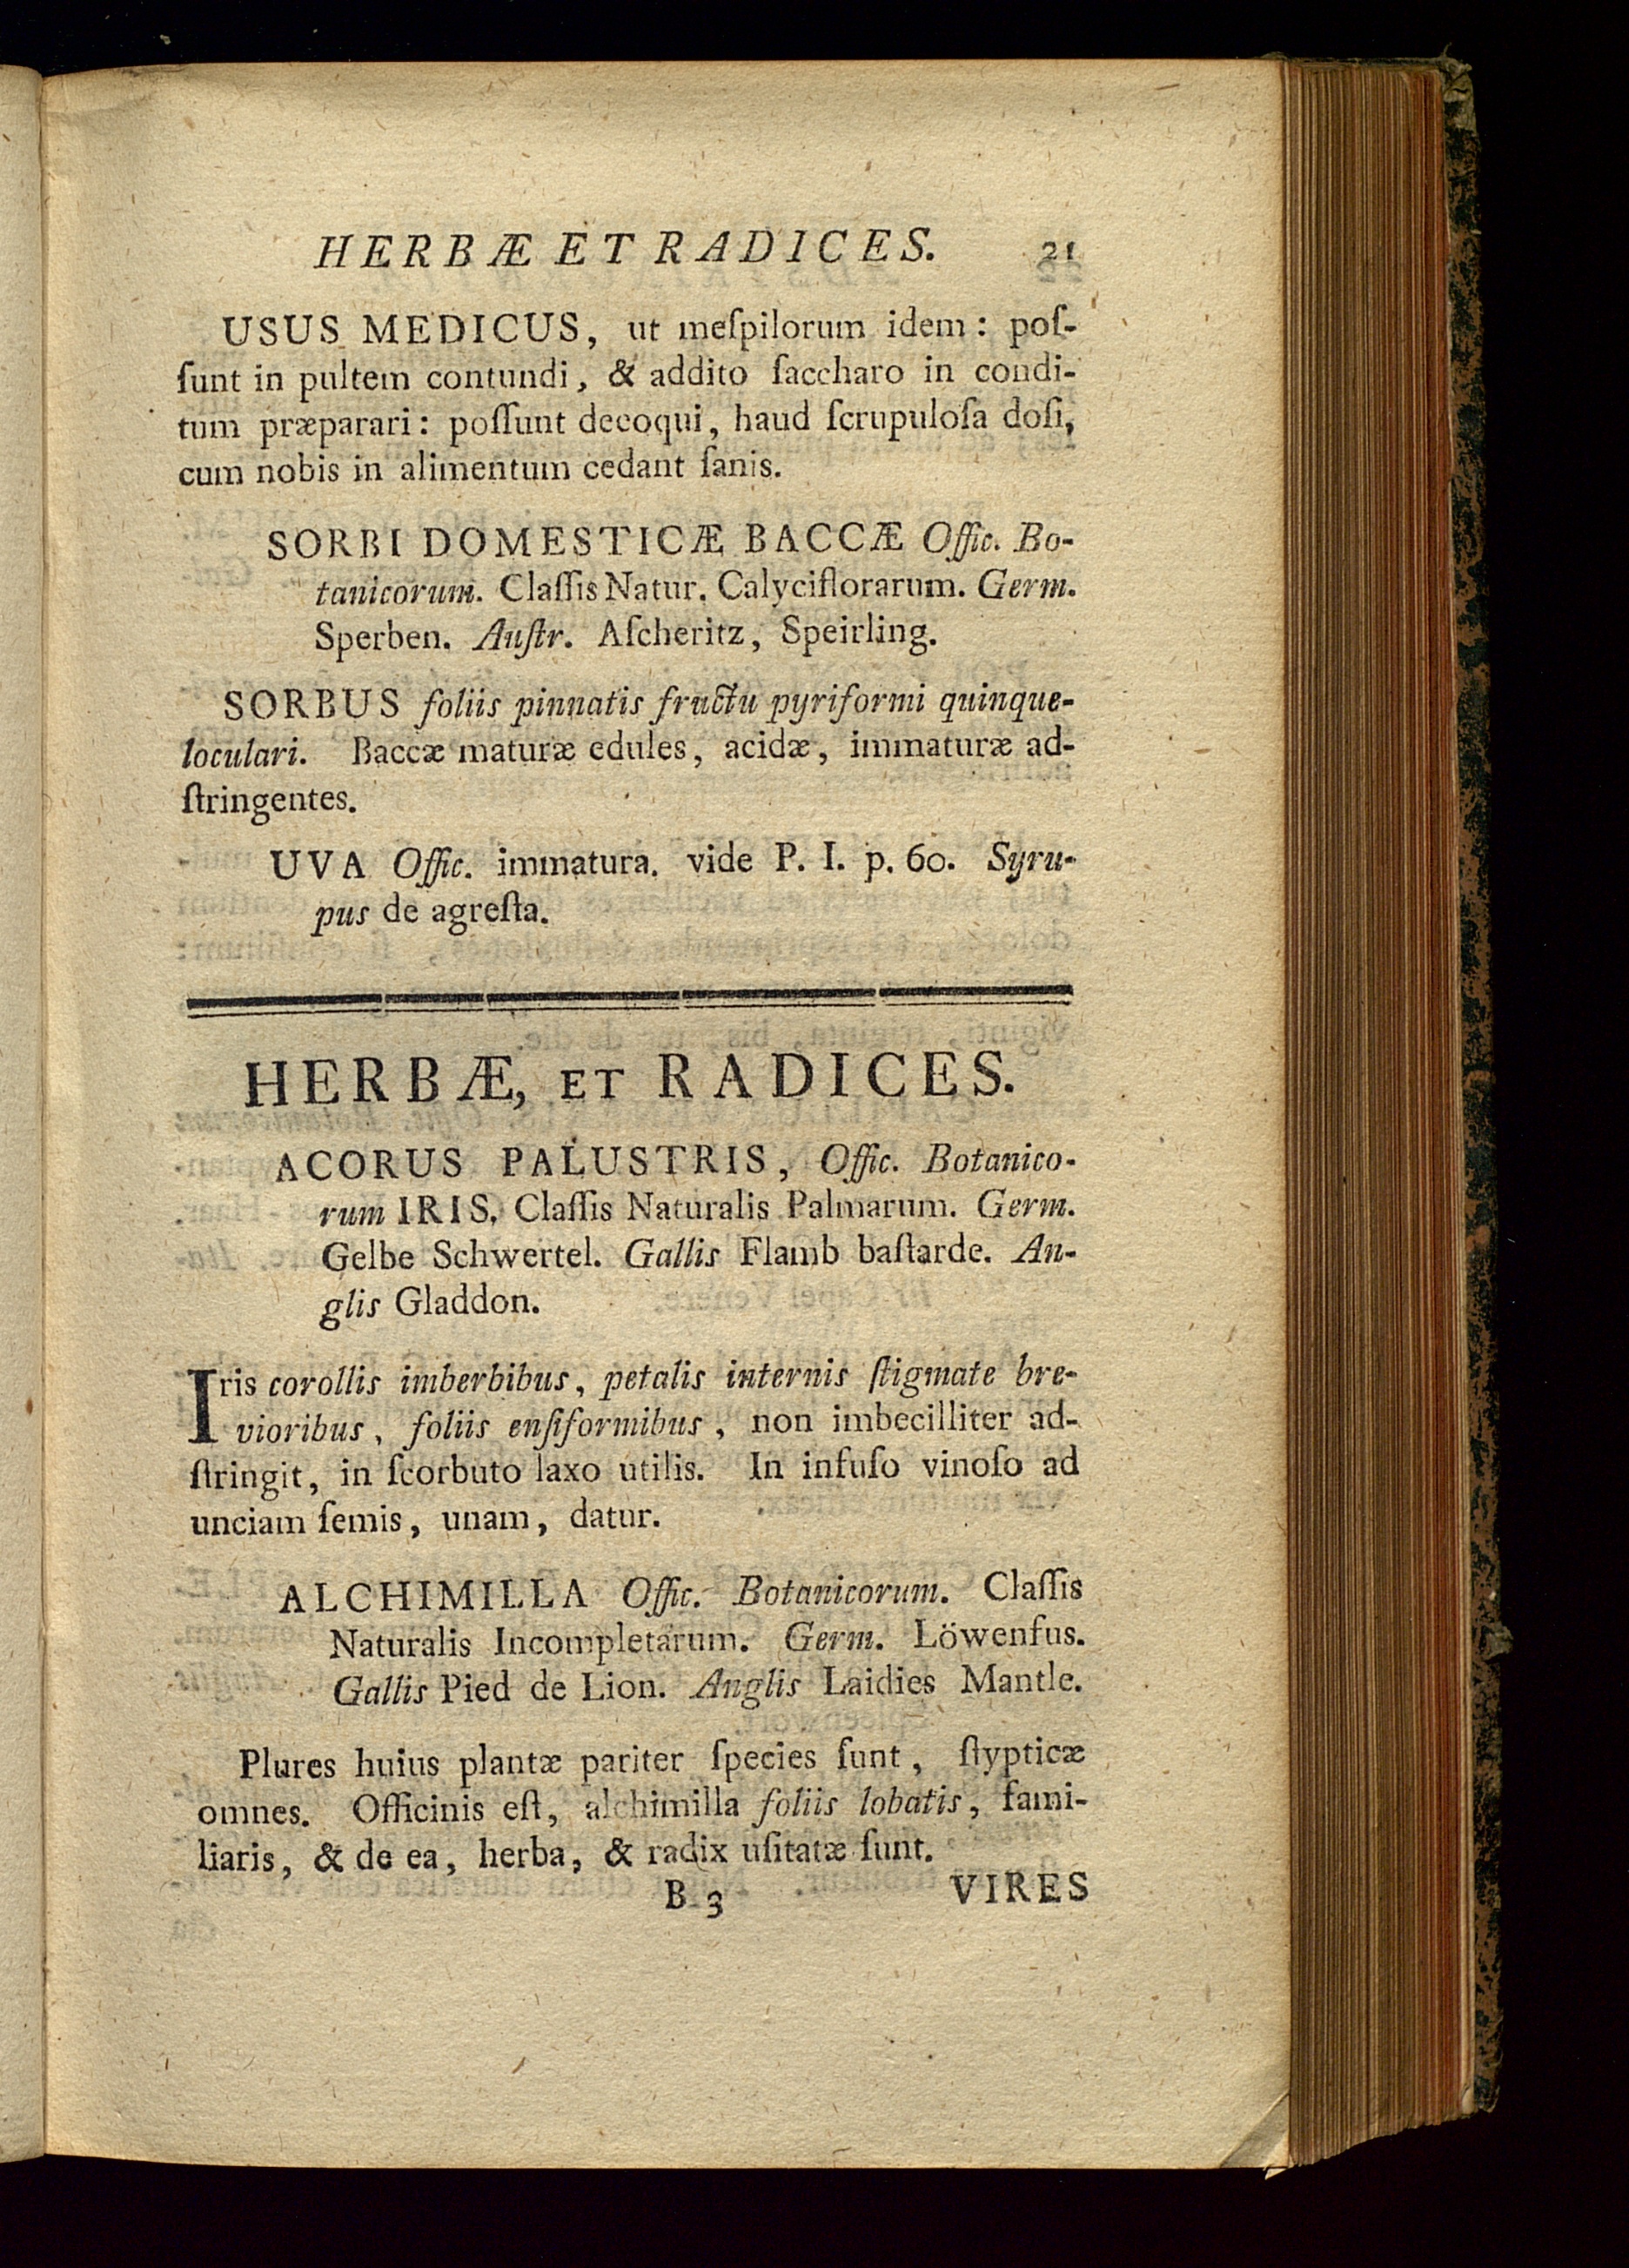 HERBÆ ET RADICES. 21
USUS MEDICUS, ut meſpilorum idem: poſ-
ſunt in pultem contundi, & addito ſaccharo in condi-
tum præparari: poſſunt decoqui, haud ſcrupuloſa doſi,
cum nobis in alimentum cedant ſanis.
SORBI DOMESTICÆ BACCÆ Offic. Bo-
tanicorum. Claſſis Natur. Calyciflorarum. Germ.
Sperben. Auſtr. Aſcheritz, Speirling.
SORBUS foliis pinnatis fructu pyriformi quinque-
loculari. Baccæ maturæ edules, acidæ, immaturæ ad-
ſtringentes.
UVA Offic. immatura. vide P. I. p. 60. Syru-
pus de agreſta.
HERBÆ, ET RADICES.
ACORUS PALUSTRIS, Offic. Botanico-
rum IRIS. Claſſis Naturalis Palmarum. Germ.
Gelbe Schwertel. Gallis Flamb baſtarde. An-
glis Gladdon.
Iris corollis imberbibus, petalis internis ſtigmate bre-
vioribus, foliis enſiformibus, non imbecilliter ad-
ſtringit, in ſcorbuto laxo utilis. In infuſo vinoſo ad
unciam ſemis, unam, datur.
ALCHIMILLA Offic. Botanicorum. Claſſis
Naturalis Incompletarum. Germ. Löwenfus.
Gallis Pied de Lion. Anglis Laidies Mantle.
Plures huius plantæ pariter ſpecies ſunt, ſtypticæ
omnes. Officinis eſt, alchimilla foliis lobatis, fami-
liaris, & de ea, herba, & radix uſitatæ ſunt.
B 3 VIRES